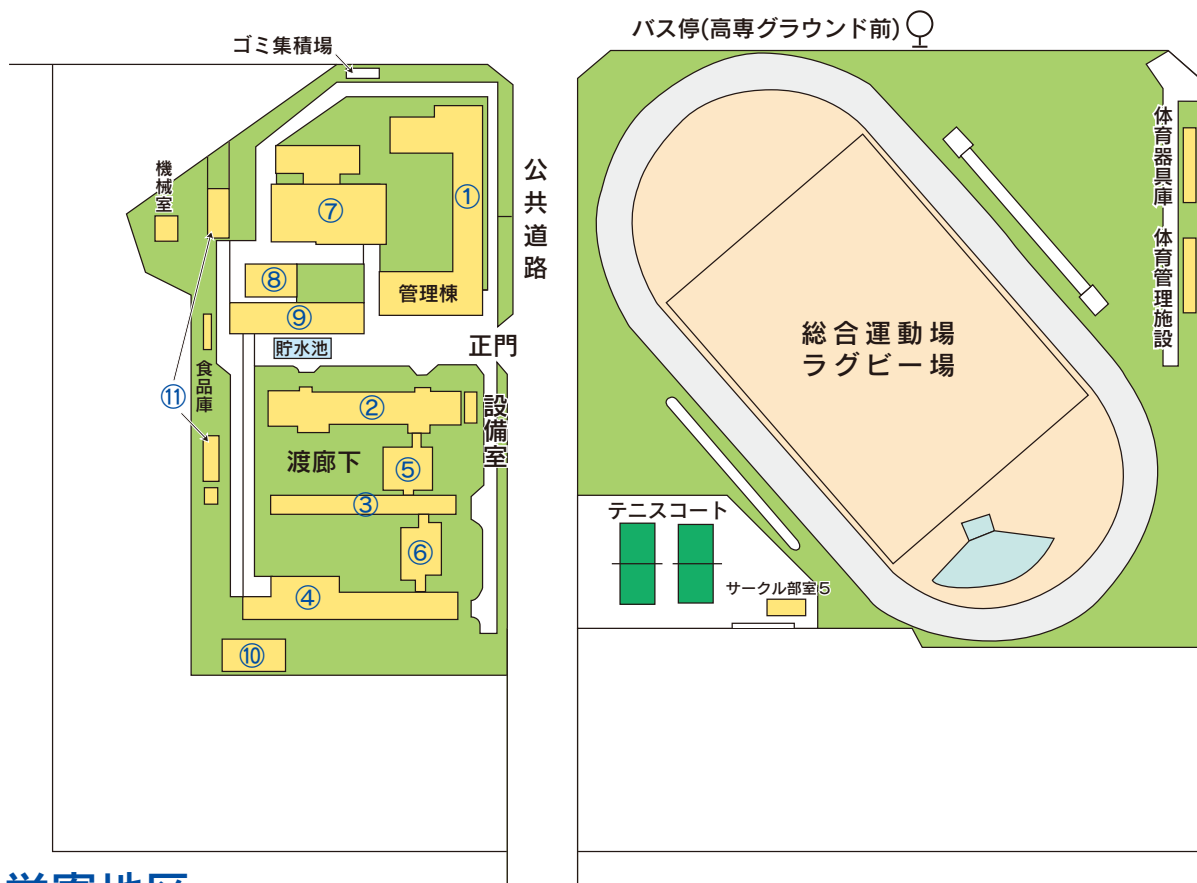 バス停(高専グラウンド前)
ゴミ集積場
機械室
①
⑦
公共道路
体育器具庫
体育管理施設
⑧
管理棟
⑨
貯水池
正門
総合運動場
ラグビー場
食品庫
⑪
②
設備室
渡廊下
⑤
③
⑥
テニスコート
サークル部室5
④
⑩